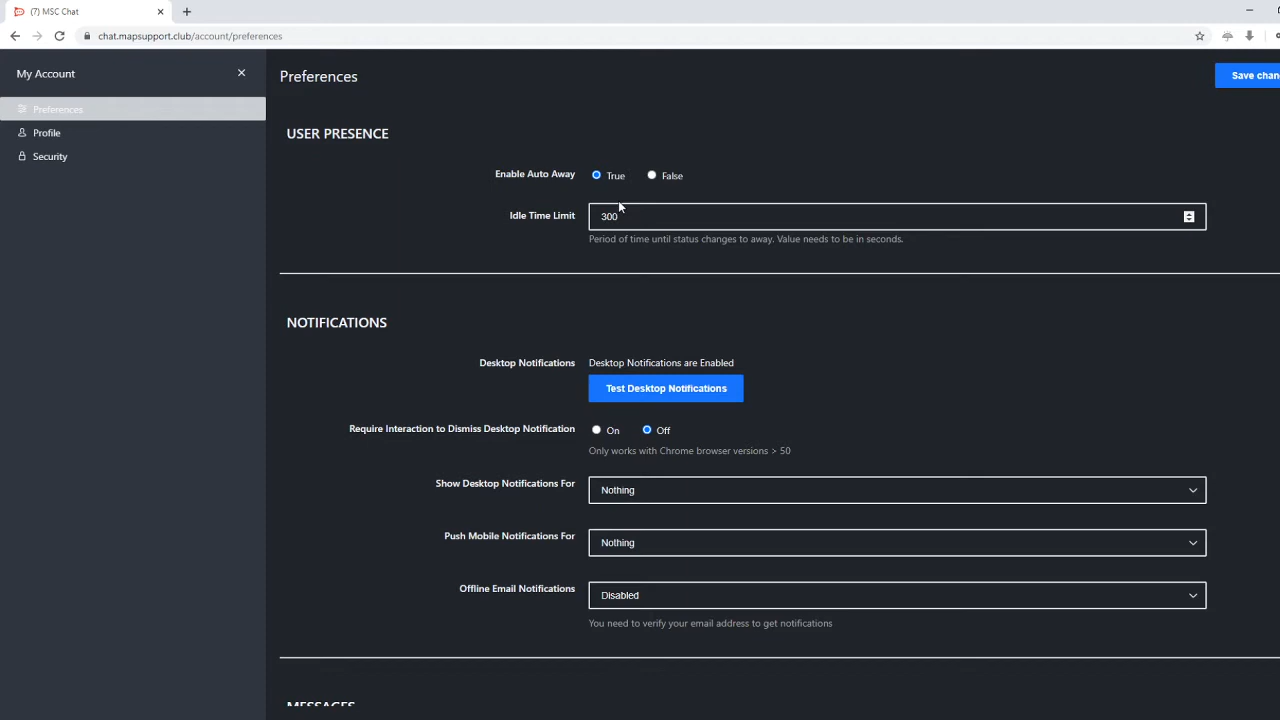 (7) MSC Chat
chat.mapsupport.club/account/preferences
My Account
Preferences
Save chan
Preferences
Profile
Security
USER PRESENCE
Enable Auto Away
True
False
Idle Time Limit
300
Period of time until status changes to away. Value needs to be in seconds.
NOTIFICATIONS
Desktop Notifications
Desktop Notifications are Enabled
Test Desktop Notifications
Require Interaction to Dismiss Desktop Notification
On
Off
Only works with Chrome browser versions > 50
Show Desktop Notifications For
Nothing
Push Mobile Notifications For
Nothing
Offline Email Notifications
Disabled
You need to verify your email address to get notifications
MESSAGES